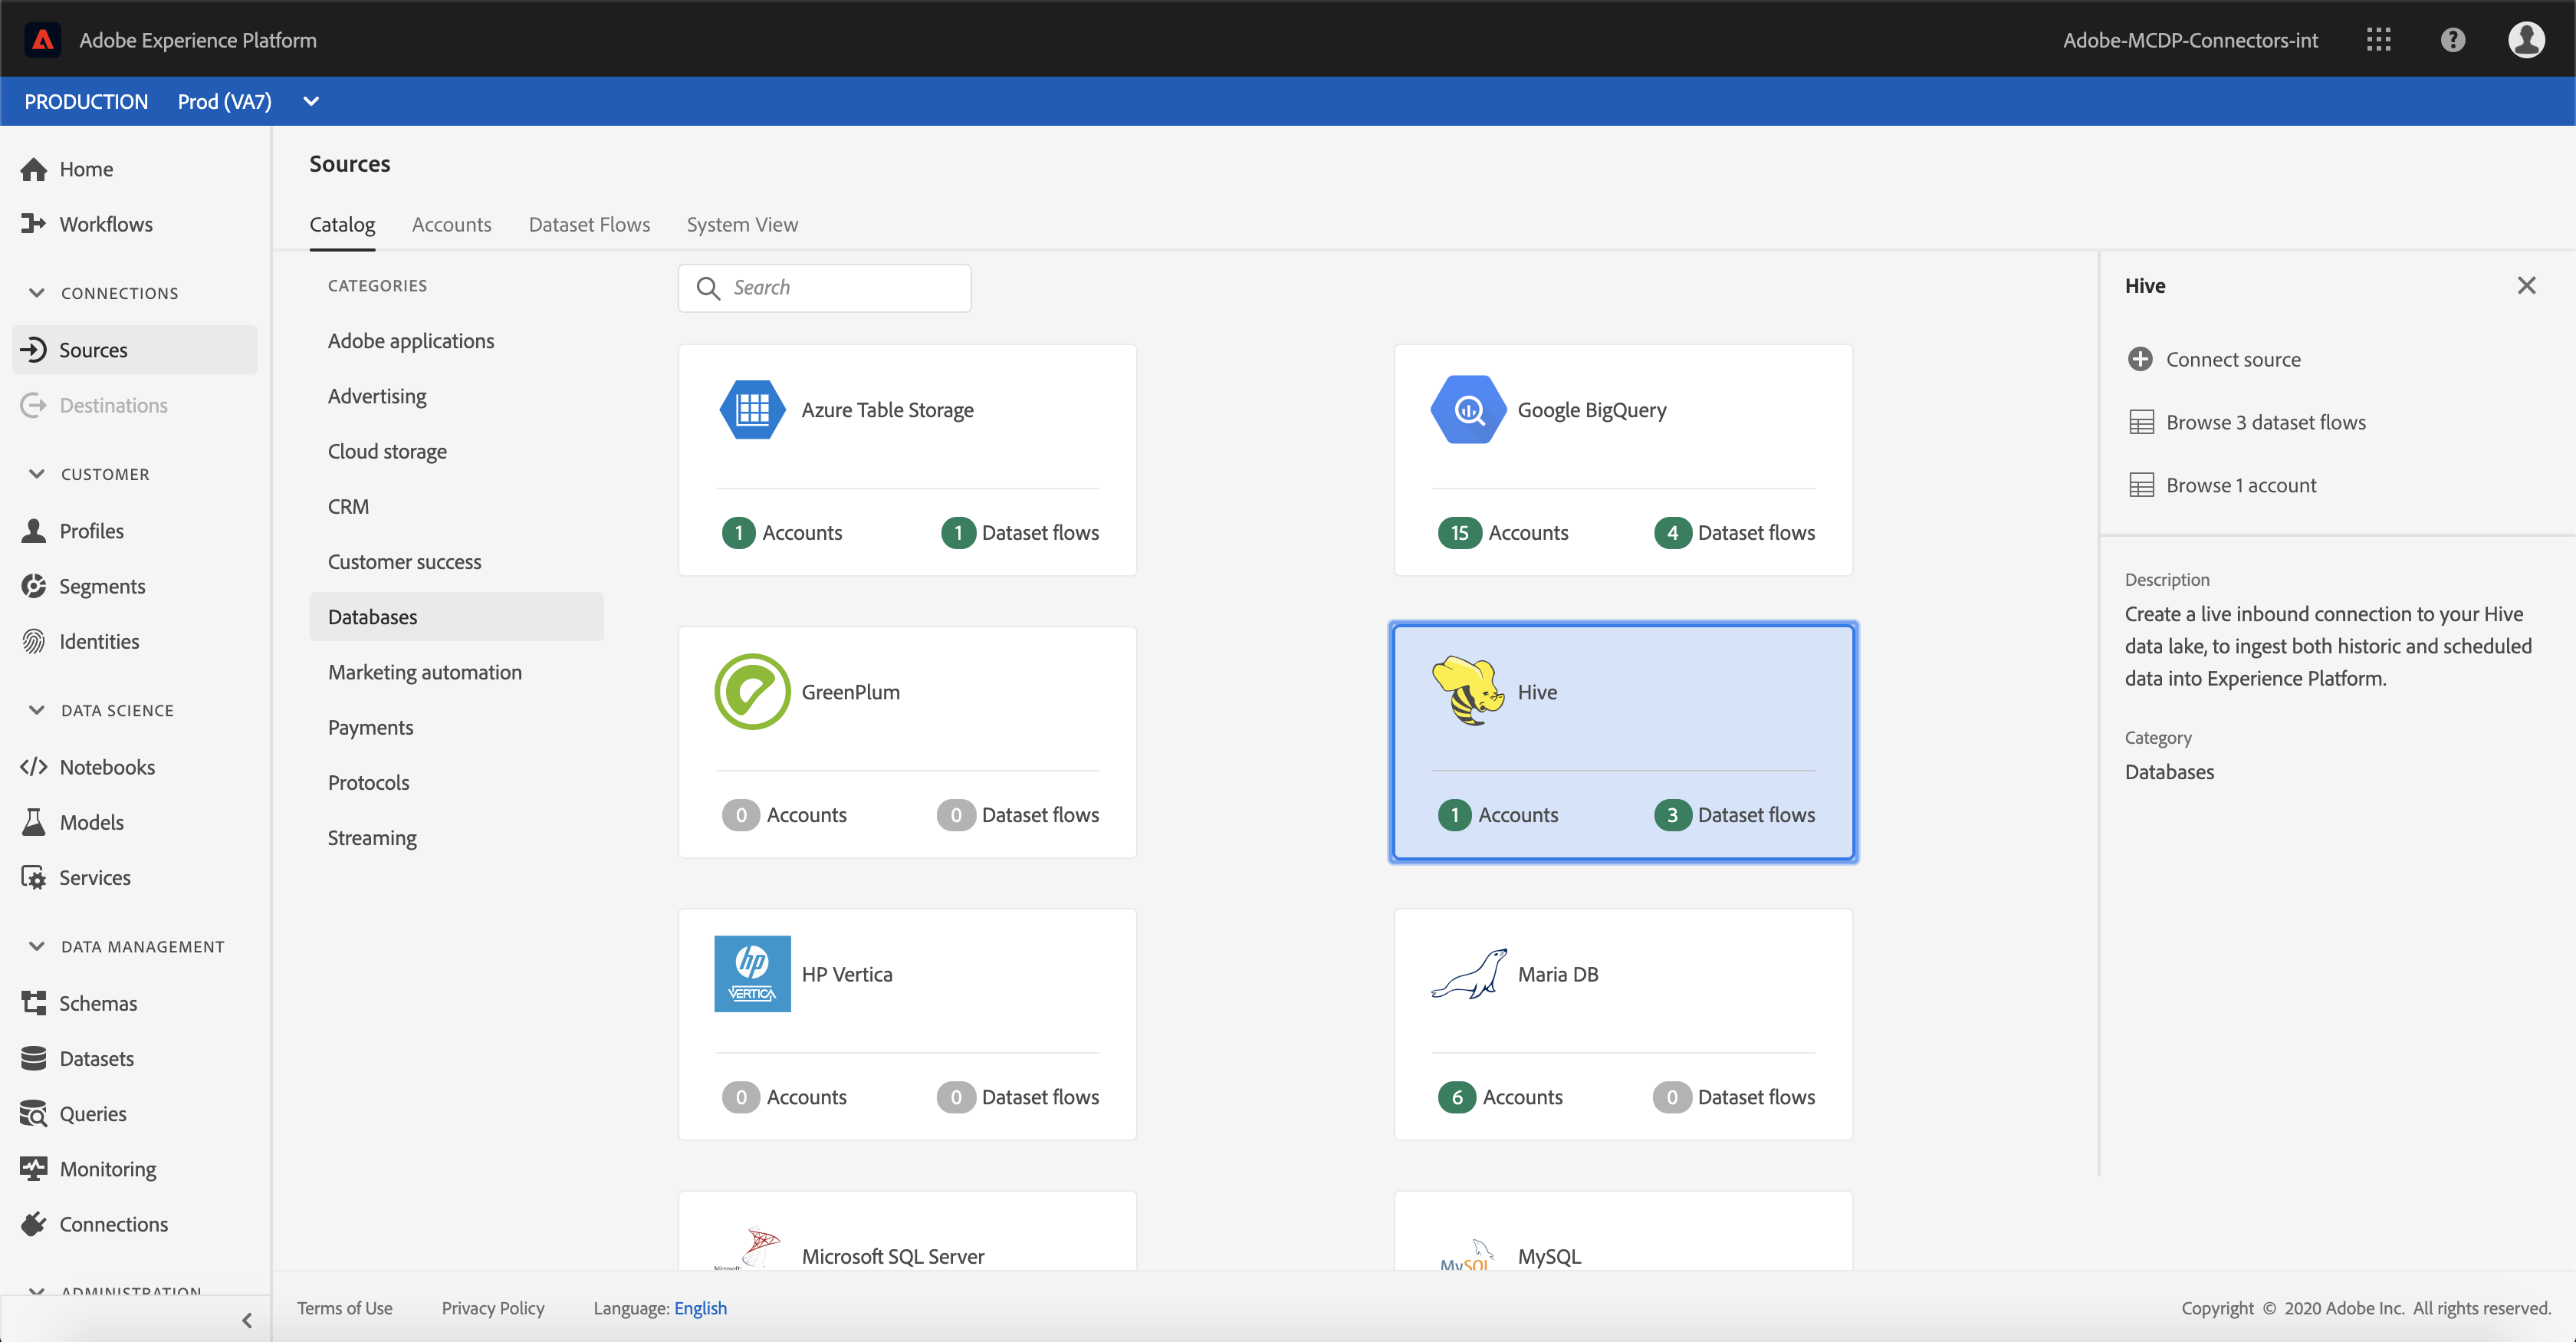 Adobe Experience Platform
Adobe-MCDP-Connectors-int
?
PRODUCTION Prod (VA7)
Home
Workflows
CONNECTIONS
Sources
Destinations
CUSTOMER
Profiles
Segments
Identities
DATA SCIENCE
Notebooks
Models
Services
DATA MANAGEMENT
Schemas
Datasets
Queries
Monitoring
Connections
ADMINISTRATION
Sources
Catalog Accounts Dataset Flows System View
CATEGORIES
Adobe applications
Advertising
Cloud storage
CRM
Customer success
Databases
Marketing automation
Payments
Protocols
Streaming
Search
Azure Table Storage
1 Accounts 1 Dataset flows
Google BigQuery
15 Accounts 4 Dataset flows
GreenPlum
0 Accounts 0 Dataset flows
Hive
1 Accounts 3 Dataset flows
hp
VERTICA
HP Vertica
0 Accounts 0 Dataset flows
Maria DB
6 Accounts 0 Dataset flows
Microsoft
Microsoft SQL Server
MySQL
MySQL
Hive
Connect source
Browse 3 dataset flows
Browse 1 account
Description
Create a live inbound connection to your Hive
data lake, to ingest both historic and scheduled
data into Experience Platform.
Category
Databases
Terms of Use Privacy Policy Language: English
Copyright © 2020 Adobe Inc. All rights reserved.